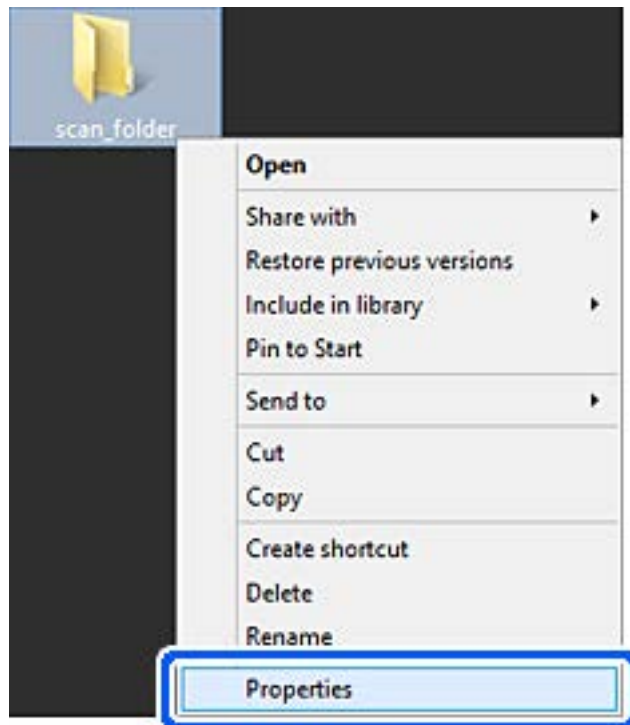 scan_folder
Open
Share with
Restore previous versions
Include in library
Pin to Start
Send to
Cut
Copy
Create shortcut
Delete
Rename
Properties